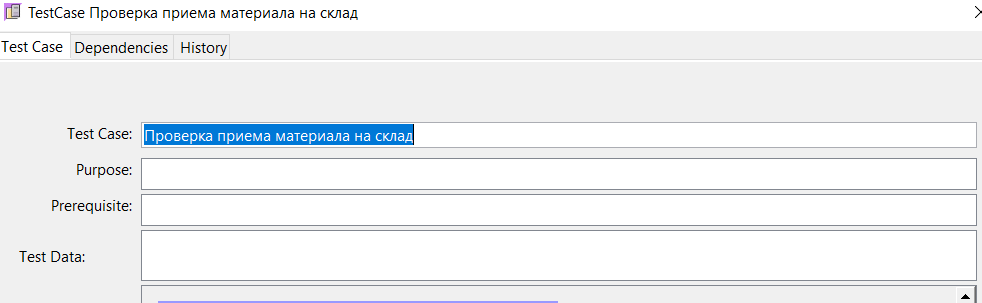 TestCase Проверка приема материала на склад
Test Case Dependencies History
Test Case: Проверка приема материала на склад
Purpose:
Prerequisite:
Test Data: